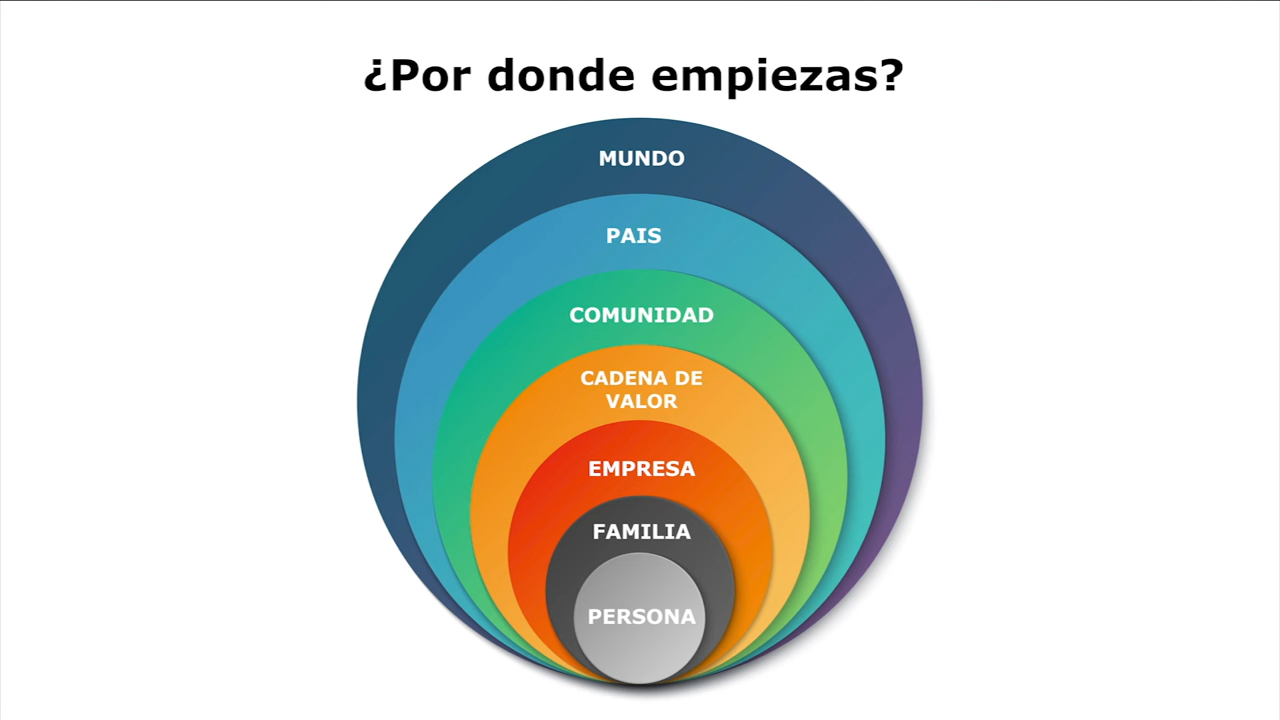 ¿Por donde empiezas?
MUNDO
PAIS
COMUNIDAD
CADENA DE
VALOR
EMPRESA
FAMILIA
PERSONA